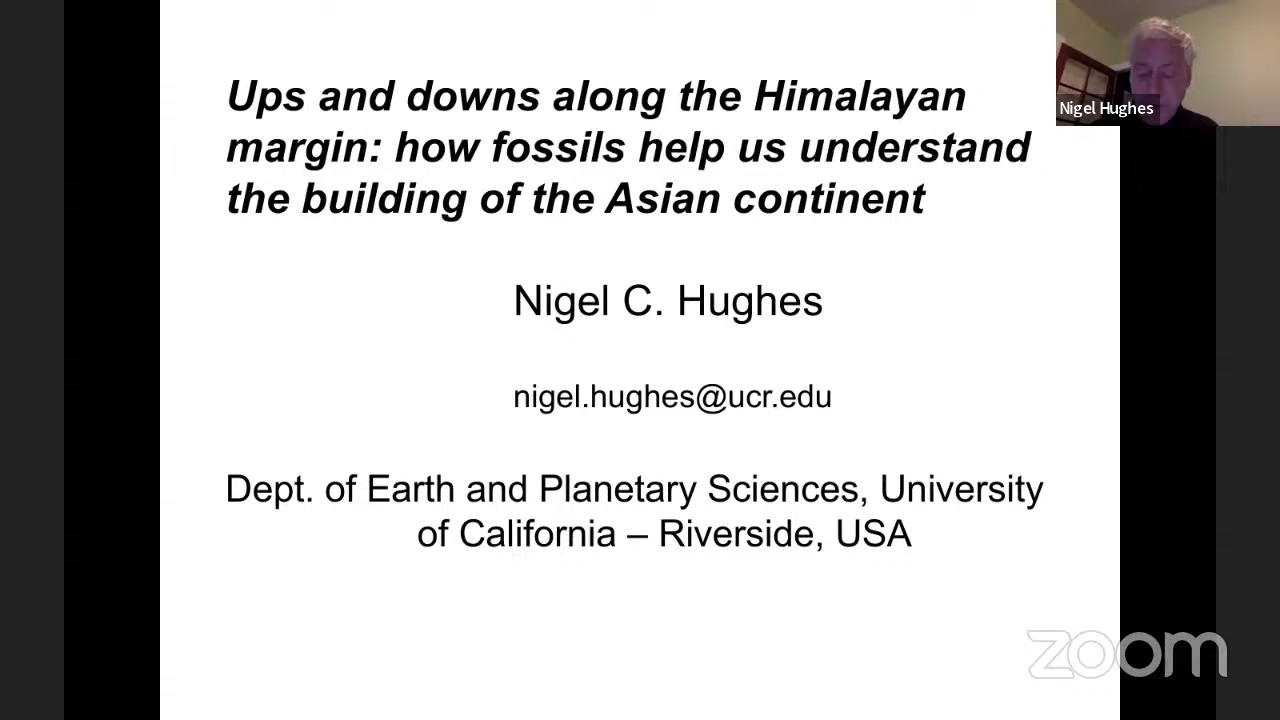 Ups and downs along the Himalayan
margin: how fossils help us understand
the building of the Asian continent
Nigel Hughes
Nigel C. Hughes
nigel.hughes@ucr.edu
Dept. of Earth and Planetary Sciences, University
of California – Riverside, USA
zoom